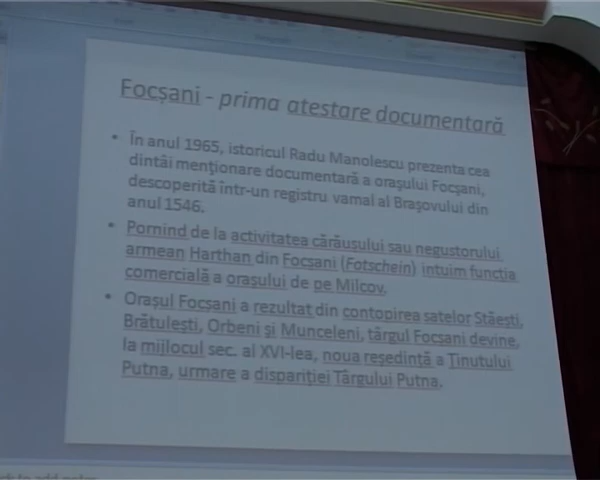 Focșani - prima atestare documentară
• În anul 1965, istoricul Radu Manolescu prezenta cea
dintâi menționare documentară a orașului Focșani,
descoperită într-un registru vamal al Brașovului din
anul 1546.
• Pornind de la activitatea cărăușului sau negustorului
armean Harthan din Focsani (Fotschein) intuim funcția
comercială a orașului de pe Milcov.
• Orașul Focșani a rezultat din contopirea satelor Stăești,
Brătulești, Orbeni și Munceleni, târgul Focșani devine,
la mijlocul sec. al XVI-lea, noua reședință a Ținutului
Putna, urmare a dispariției Târgului Putna.